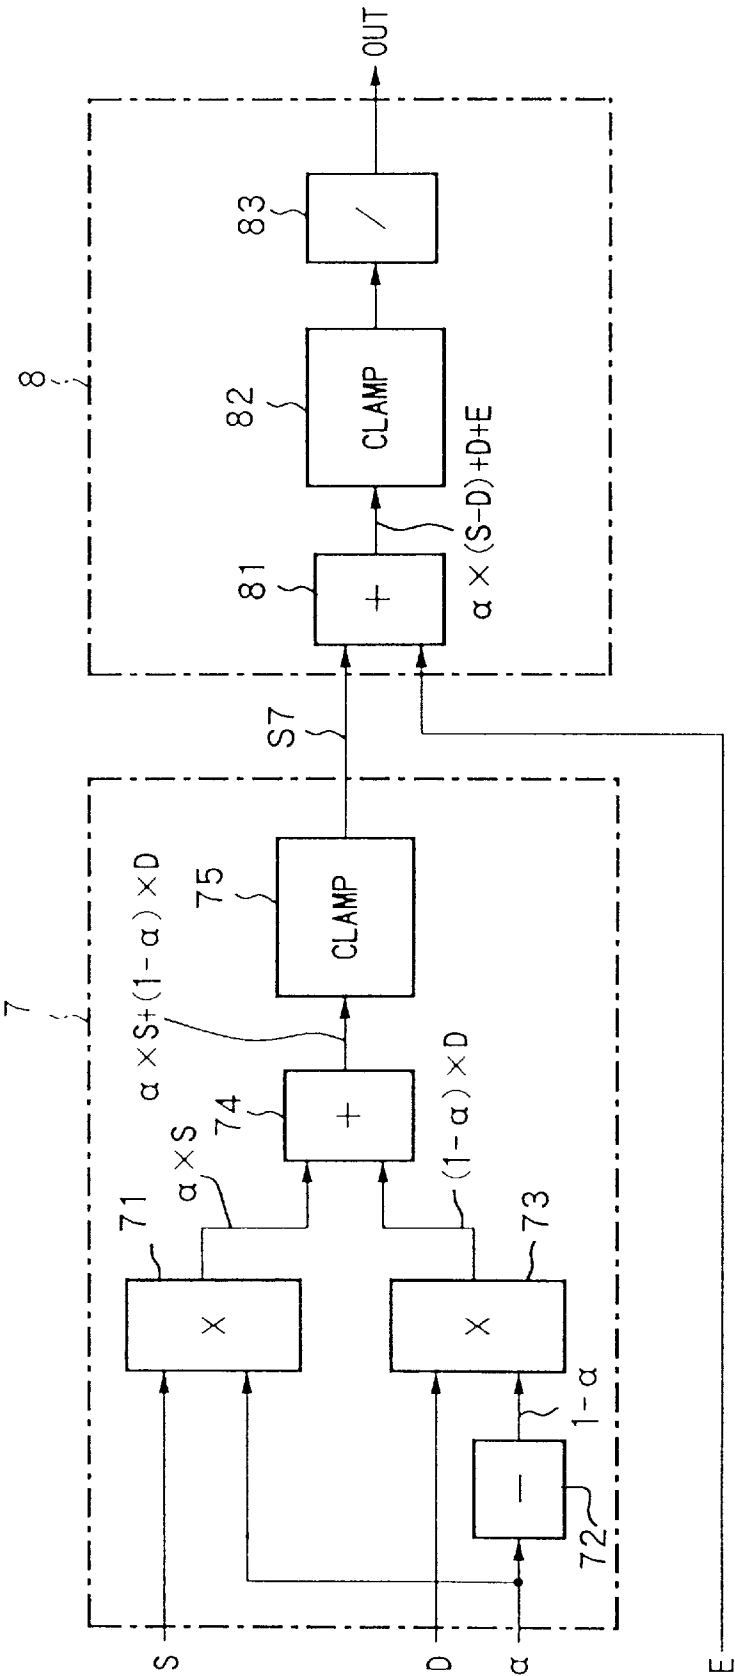 7
S
D
α
E
71
×
α × S
72
−
1-α
73
×
(1-α) × D
74
+
α × S+(1-α) × D
75
CLAMP
S7
8
81
+
α × (S-D)+D+E
82
CLAMP
83
/
OUT